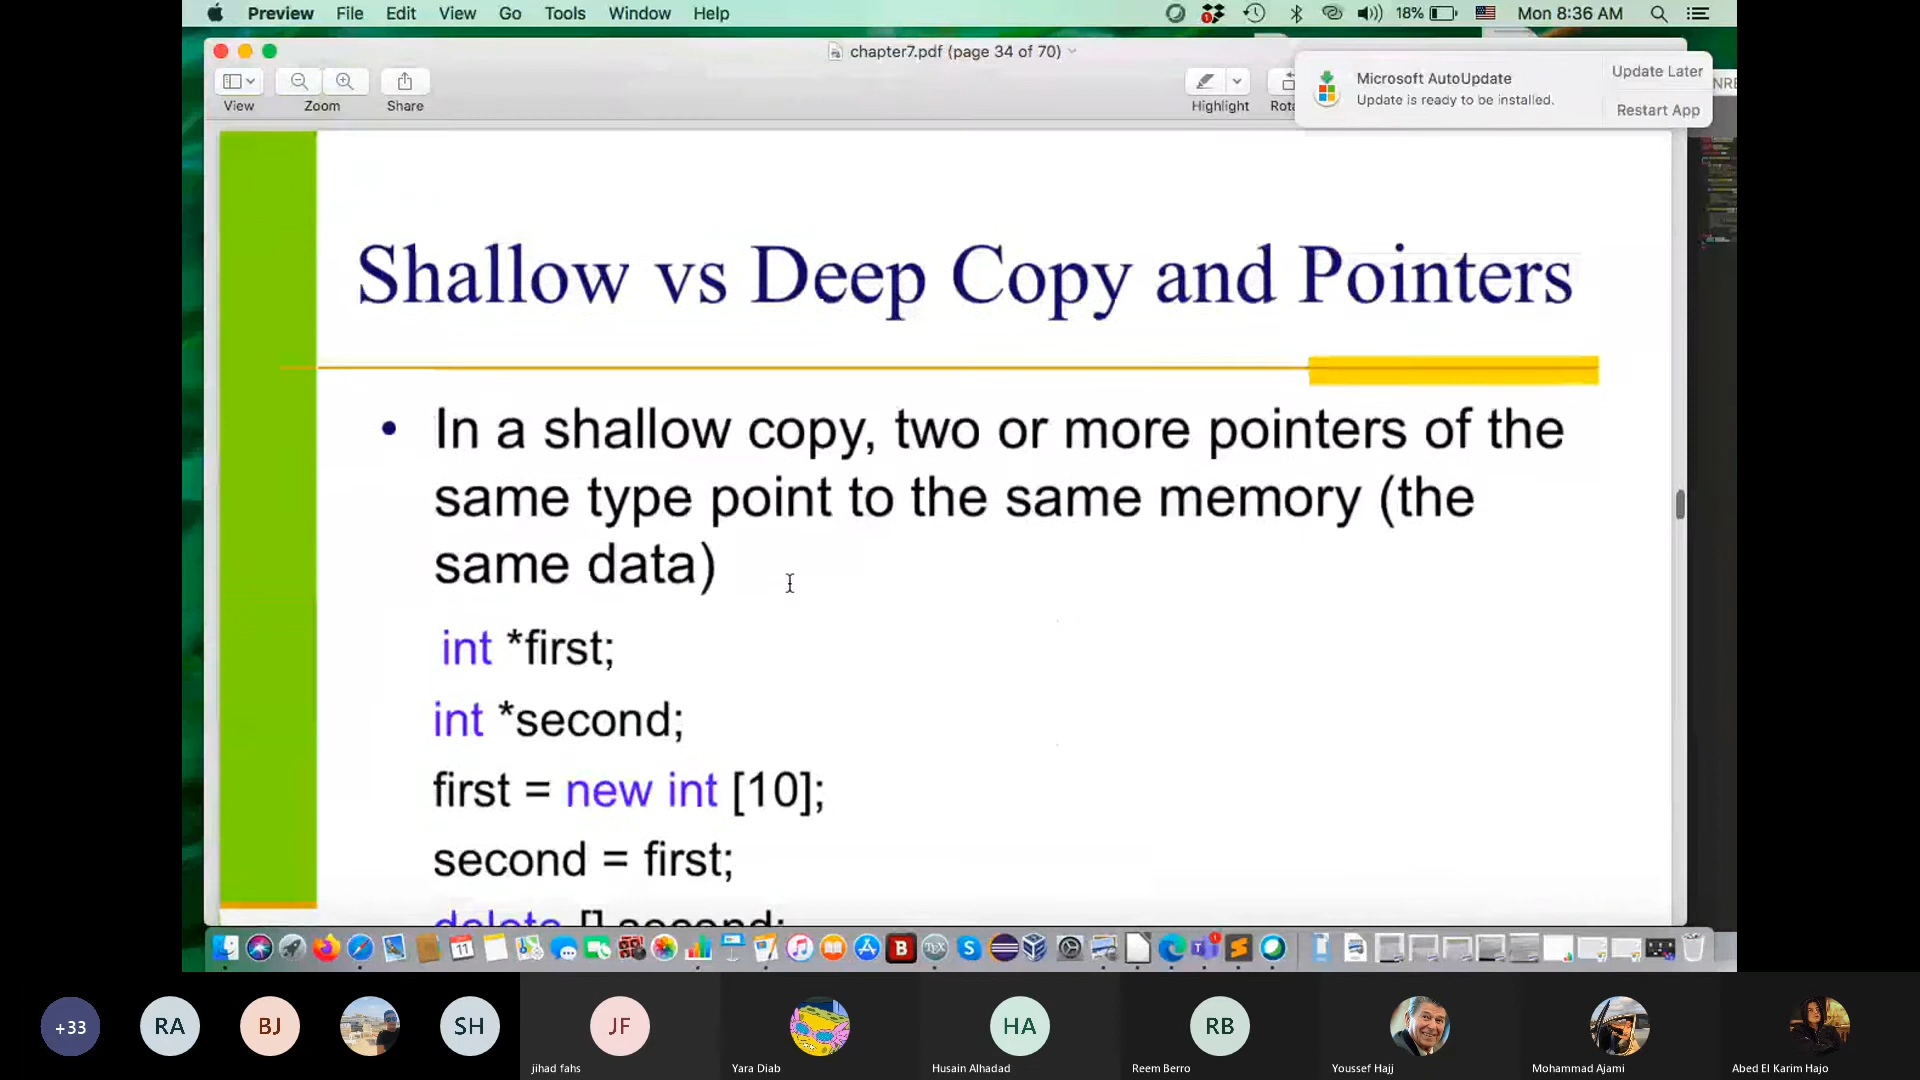 Preview File Edit View Go Tools Window Help
18% Mon 8:36 AM
chapter7.pdf (page 34 of 70)
View Zoom Share Highlight
Microsoft AutoUpdate
Update is ready to be installed.
Update Later
Restart App
Shallow vs Deep Copy and Pointers
• In a shallow copy, two or more pointers of the
same type point to the same memory (the
same data)
int *first;
int *second;
first = new int [10];
second = first;
delete [] second;
+33 RA BJ SH JF HA RB
jihad fahs Yara Diab Husain Alhadad Reem Berro Youssef Hajj Mohammad Ajami Abed El Karim Hajo